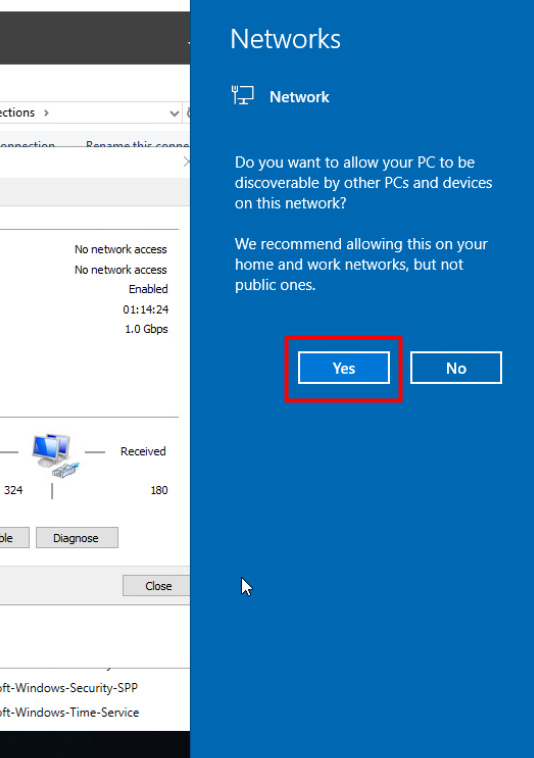 Networks
Network
Do you want to allow your PC to be
discoverable by other PCs and devices
on this network?
We recommend allowing this on your
home and work networks, but not
public ones.
Yes
No
ections
Rename this conne
No network access
No network access
Enabled
01:14:24
1.0 Gbps
Received
324
180
ble
Diagnose
Close
oft-Windows-Security-SPP
oft-Windows-Time-Service